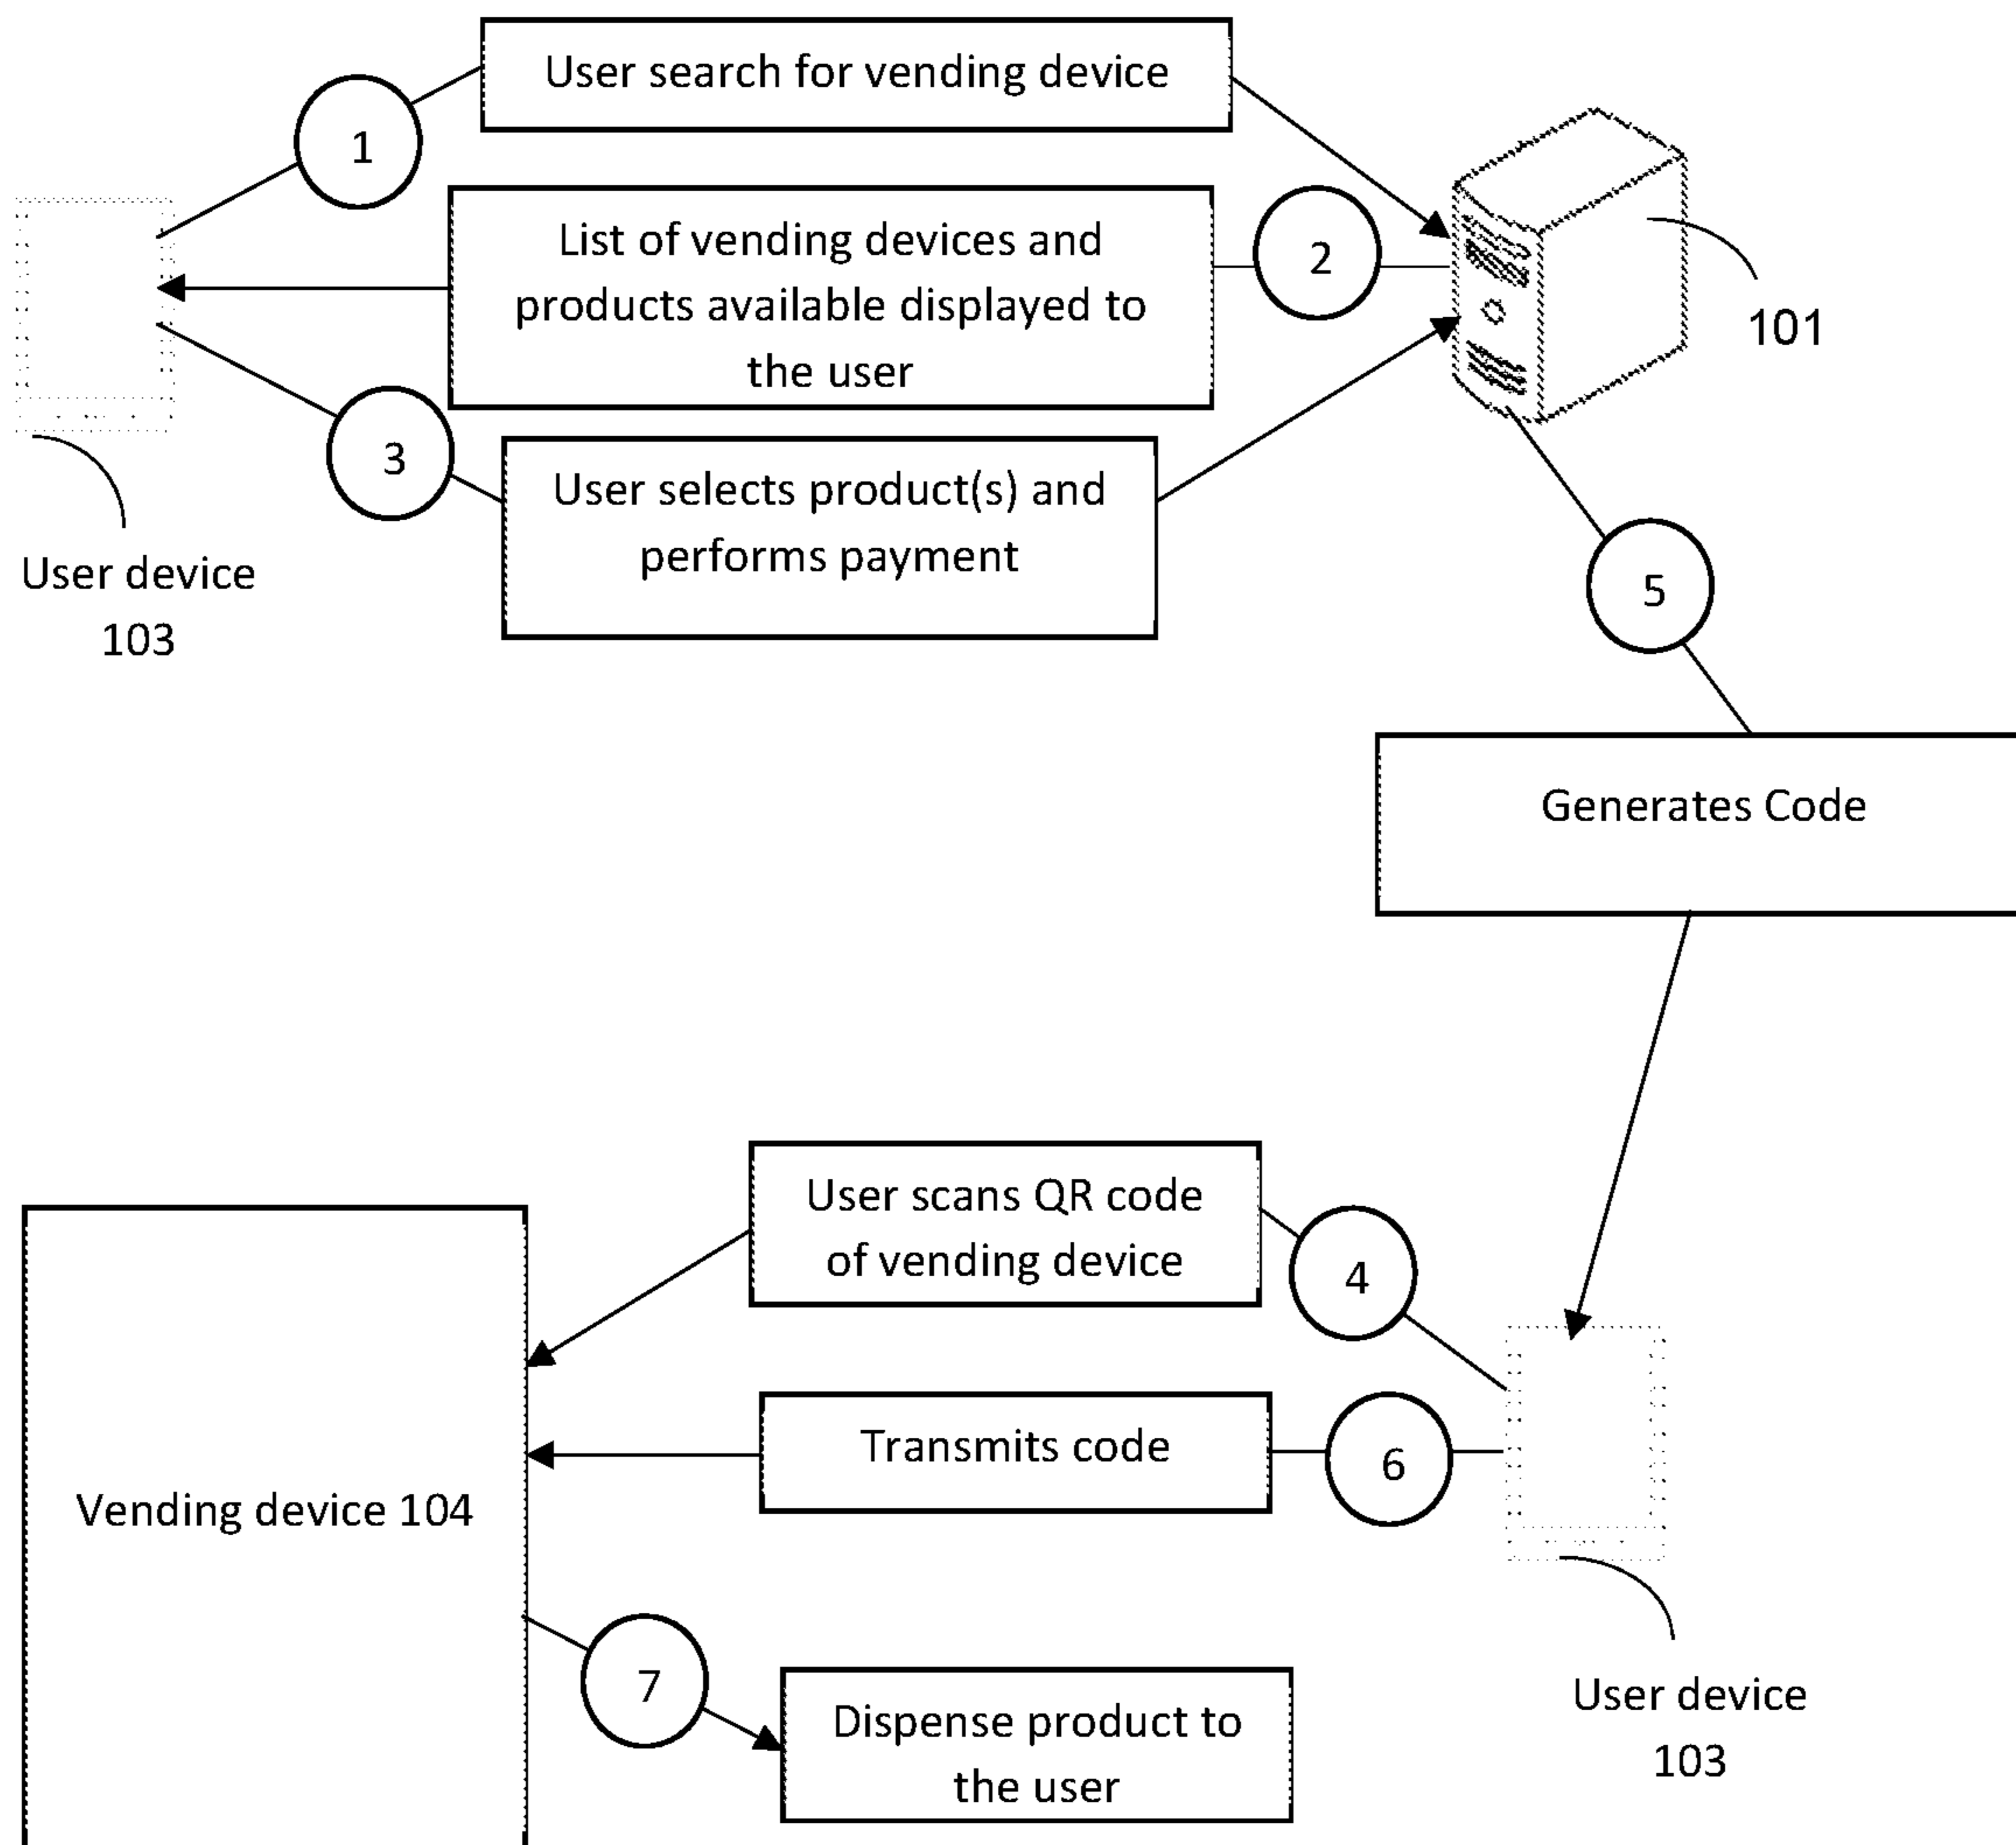 User search for vending device
1
List of vending devices and
products available displayed to
the user
2
101
3
User selects product(s) and
performs payment
User device
103
5
Generates Code
User scans QR code
of vending device
4
Transmits code
6
Vending device 104
7
Dispense product to
the user
User device
103